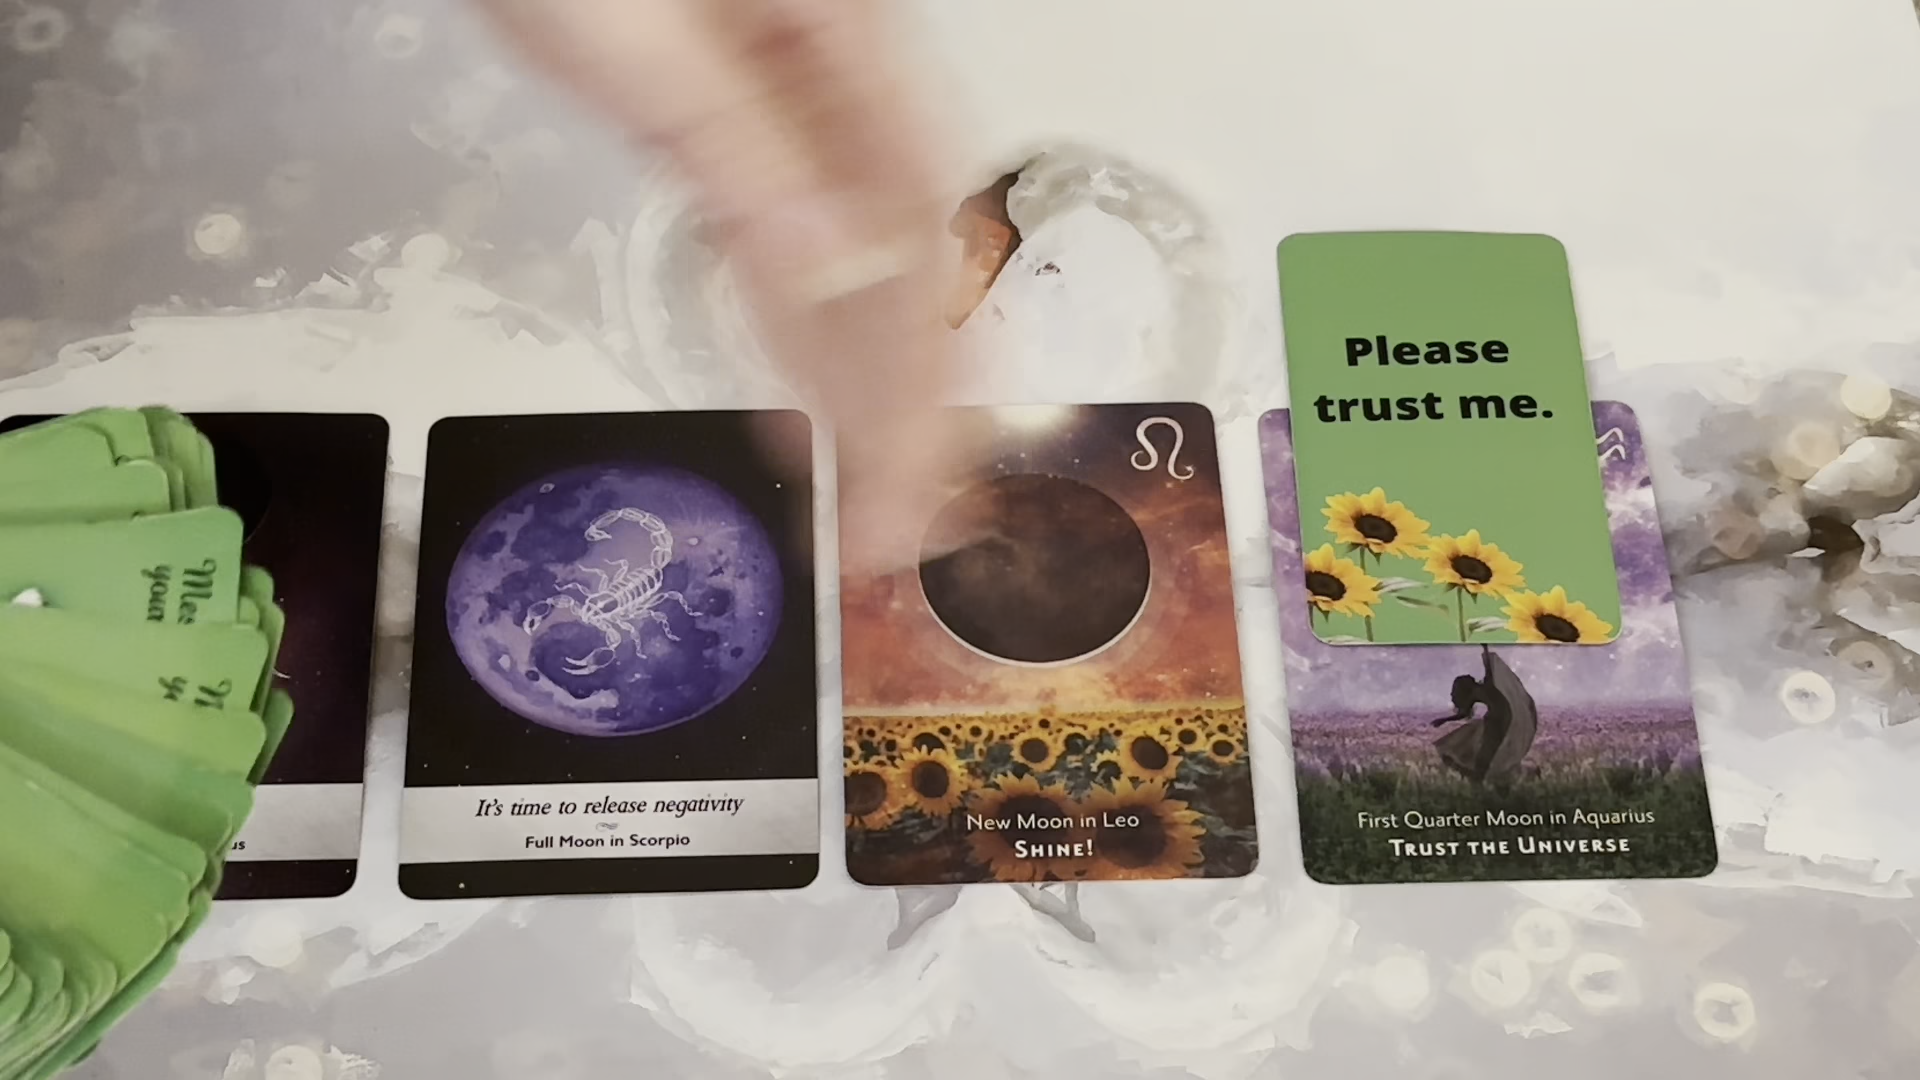 Please
trust me.
It's time to release negativity
Full Moon in Scorpio
New Moon in Leo
SHINE!
First Quarter Moon in Aquarius
TRUST THE UNIVERSE